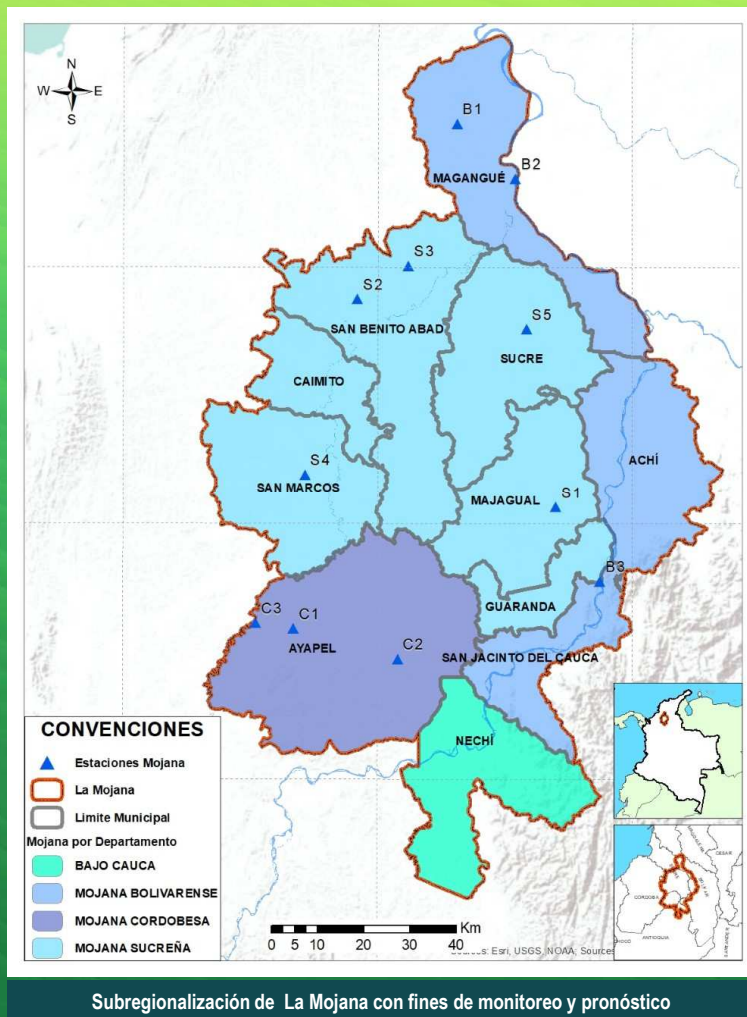 N
W E
S
B1
MAGANGUÉ
B2
S3
S2
SAN BENITO ABAD
S5
SUCRE
CAIMITO
ACHÍ
S4
SAN MARCOS
MAJAGUAL
S1
B3
GUARANDA
C3
C1
AYAPEL
C2
SAN JACINTO DEL CAUCA
NECHÍ
CONVENCIONES
Estaciones Mojana
La Mojana
Limite Municipal
Mojana por Departamento
BAJO CAUCA
MOJANA BOLIVARENSE
MOJANA CORDOBESA
MOJANA SUCREÑA
Km
0 5 10 20 30 40
Sources: Esri, USGS, NOAA, Sources
CESAR
CORDOBA
ANTIOQUIA
Subregionalización de La Mojana con fines de monitoreo y pronóstico